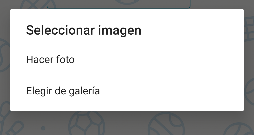 Seleccionar imagen
Hacer foto
Elegir de galería